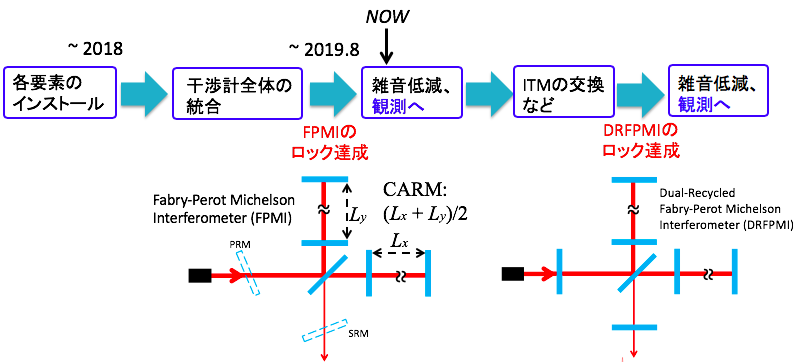 NOW
~ 2018
~ 2019.8
各要素の
インストール
干渉計全体の
統合
雑音低減、
観測へ
ITMの交換
など
雑音低減、
観測へ
FPMIの
ロック達成
DRFPMIの
ロック達成
Fabry-Perot Michelson
Interferometer (FPMI)
CARM:
(Lx + Ly)/2
Ly
Lx
PRM
SRM
Dual-Recycled
Fabry-Perot Michelson
Interferometer (DRFPMI)